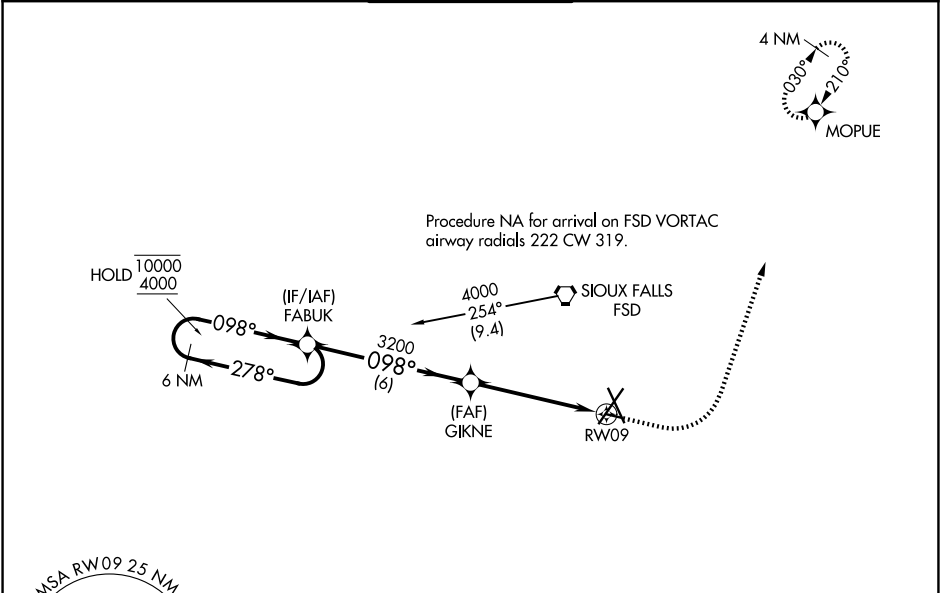 4 NM
030°
210°
MOPUE
Procedure NA for arrival on FSD VORTAC
airway radials 222 CW 319.
HOLD 10000
4000
(IF/IAF)
FABUK
4000
254°
(9.4)
SIOUX FALLS
FSD
098°
278°
6 NM
3200
098°
(6)
(FAF)
GIKNE
RW09
MSA RW09 25 NM